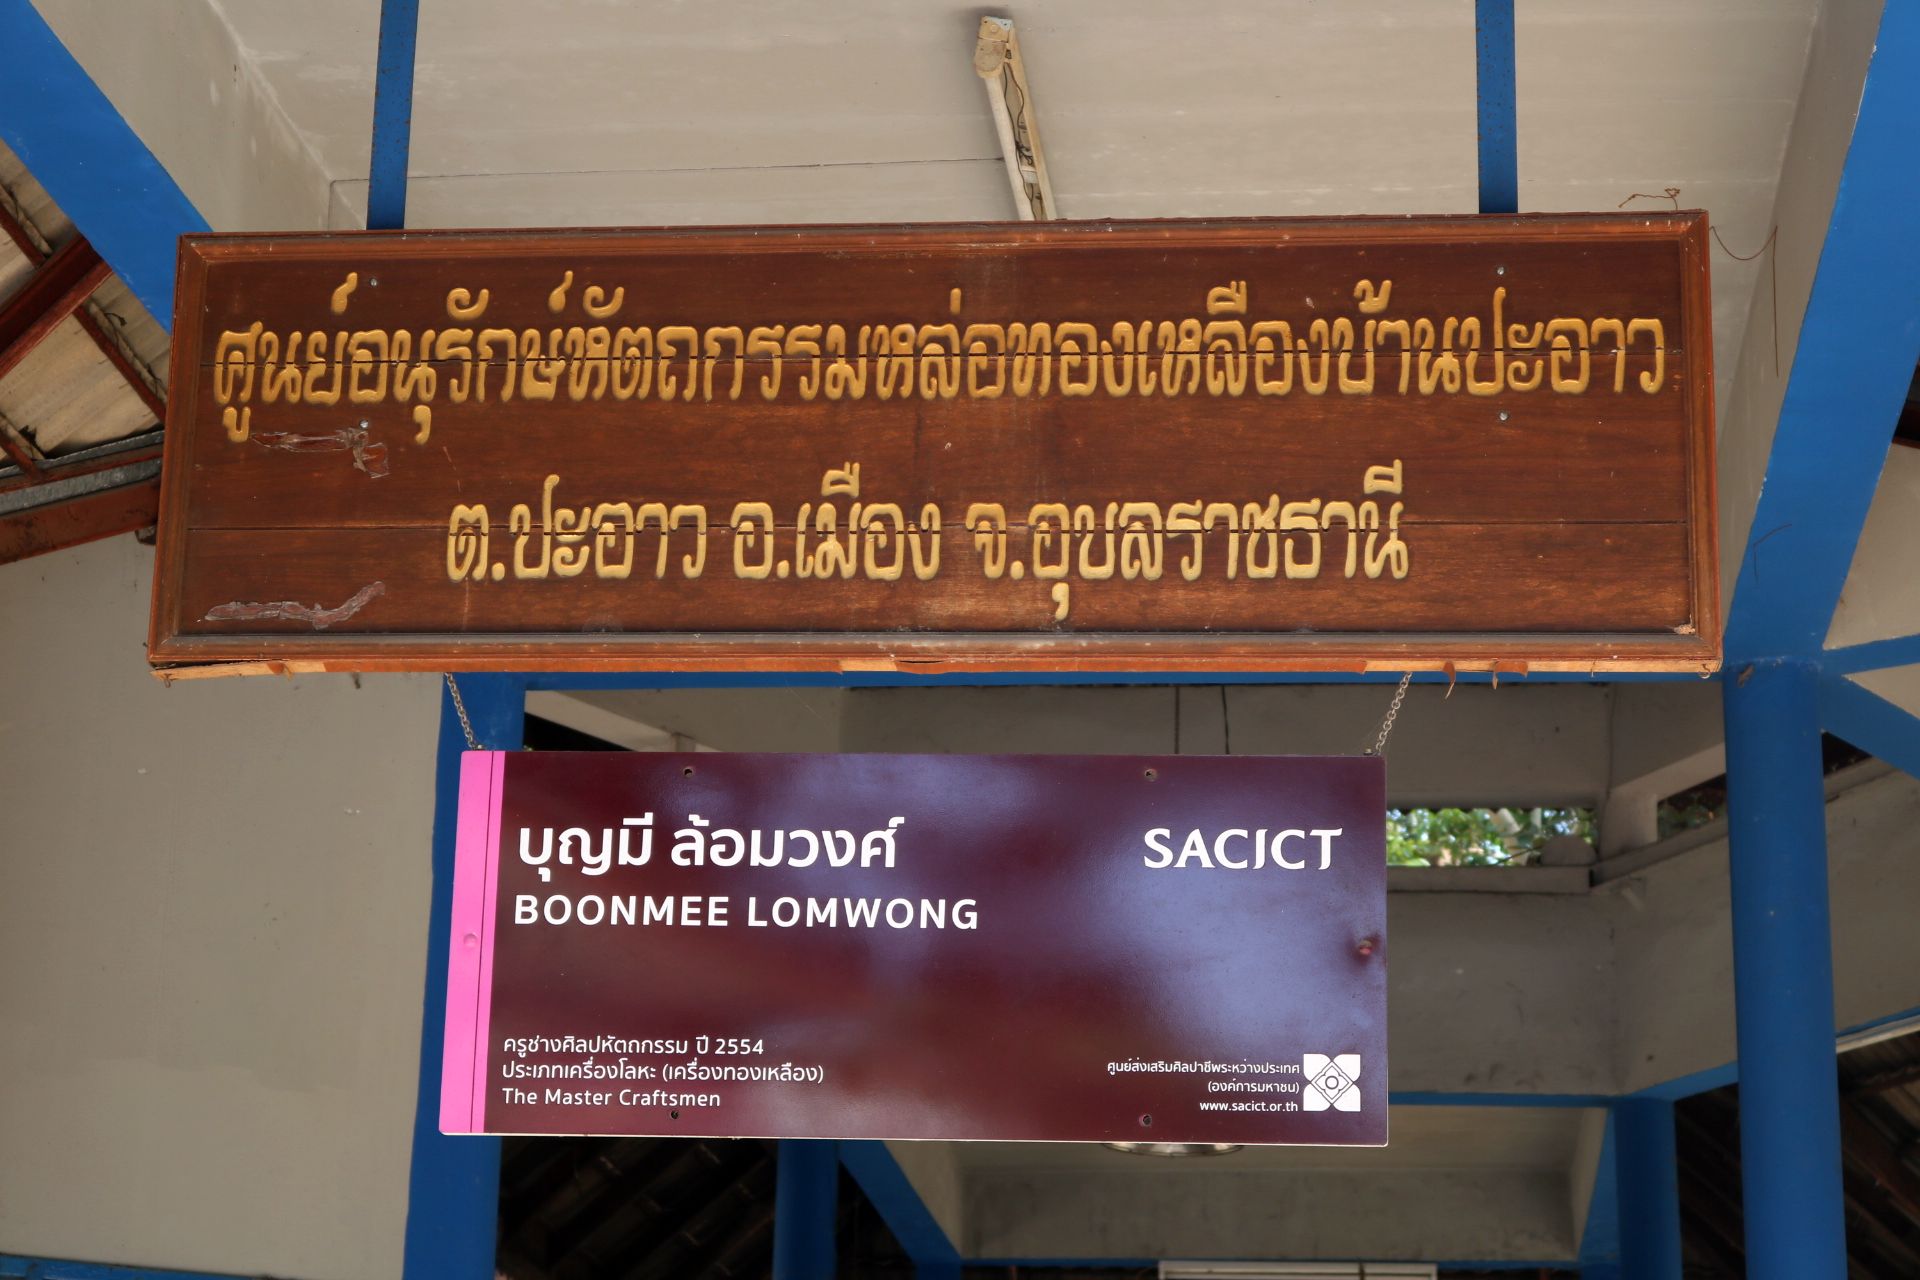 ศูนย์อนุรักษ์หัตถกรรมหล่อทองเหลืองบ้านปะอาว
ต.ปะอาว อ.เมือง จ.อุบลราชธานี
บุญมี ล้อมวงศ์
BOONMEE LOMWONG
SACICT
ครูช่างศิลปหัตถกรรม ปี 2554
ประเภทเครื่องโลหะ (เครื่องทองเหลือง)
The Master Craftsmen
ศูนย์ส่งเสริมศิลปาชีพระหว่างประเทศ
(องค์การมหาชน)
www.sacict.or.th